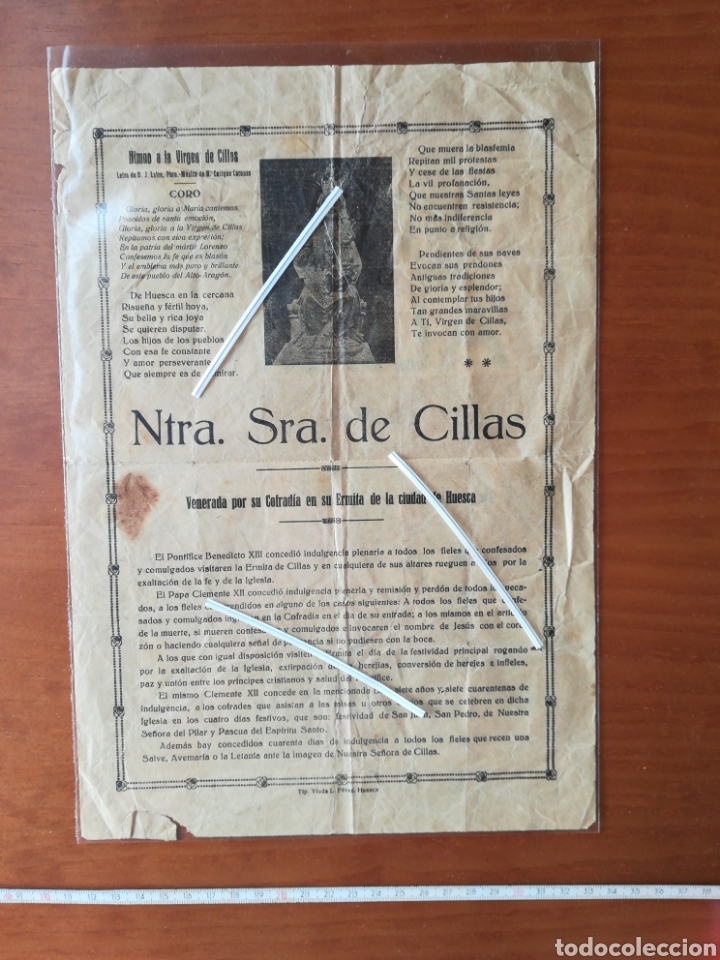 Himno a la Virgen de Cillas
Letra de D. J. Latre, Pbro.-Música de M.º Enrique Capella
CORO
Gloria, gloria a María cantemos
Poseídos de santa emoción,
Gloria, gloria a la Virgen de Cillas
Repitamos con viva expresión;
En la patria del mártir Lorenzo
Confesemos la fe que es blasón
Y el emblema más puro y brillante
De este pueblo del Alto-Aragón.
De Huesca en la cercana
Risueña y fértil hoya,
Su bella y rica joya
Se quieren disputar,
Los hijos de los pueblos
Con esa fe constante
Y amor perseverante
Que siempre es de admirar.
Que muera la blasfemia
Repitan mil protestas
Y cese de las fiestas
La vil profanación,
Que nuestras Santas leyes
No encuentren resistencia;
No más indiferencia
En punto a religión.
Pendientes de sus naves
Evocan sus pendones
Antiguas tradiciones
De gloria y esplendor;
Al contemplar tus hijos
Tan grandes maravillas
A Ti, Virgen de Cillas,
Te invocan con amor.
* *
Ntra. Sra. de Cillas
Venerada por su Cofradía en su Ermita de la ciudad de Huesca
El Pontífice Benedicto XIII concedió indulgencia plenaria a todos los fieles que confesados
y comulgados visitaren la Ermita de Cillas y en cualquiera de sus altares rueguen a Dios por la
exaltación de la fe y de la Iglesia.
El Papa Clemente XII concedió indulgencia plenaria y remisión y perdón de todos los peca-
dos, a los fieles comprendidos en alguno de los casos siguientes: A todos los fieles que confe-
sados y comulgados ingresen en la Cofradía en el día de su entrada; a los mismos en el artículo
de la muerte, si mueren confesados y comulgados e invocaren el nombre de Jesús con el cora-
zón o haciendo cualquiera señal de penitencia si no pudiesen con la boca.
A los que con igual disposición visiten la Ermita el día de la festividad principal rogando
por la exaltación de la Iglesia, extirpación de las herejías, conversión de herejes e infieles,
paz y unión entre los príncipes cristianos y salud del Pontífice.
El mismo Clemente XII concede en la mencionada siete años y siete cuarentenas de
indulgencia, a los cofrades que asistan a las misas u otros que se celebren en dicha
Iglesia en los cuatro días festivos, que son: festividad de San San Pedro, de Nuestra
Señora del Pilar y Pascua del Espíritu Santo.
Además hay concedidos cuarenta días de indulgencia a todos los fieles que recen una
Salve, Avemaría o la Letanía ante la imagen de Nuestra Señora de Cillas.
Tip. Viuda L. Pérez, Huesca
todocoleccion